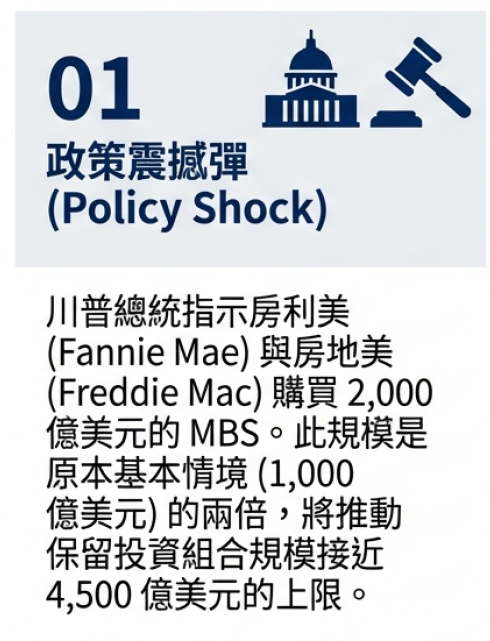 01
政策震撼彈
(Policy Shock)
川普總統指示房利美
(Fannie Mae) 與房地美
(Freddie Mac) 購買 2,000
億美元的 MBS。此規模是
原本基本情境 (1,000
億美元) 的兩倍，將推動
保留投資組合規模接近
4,500 億美元的上限。